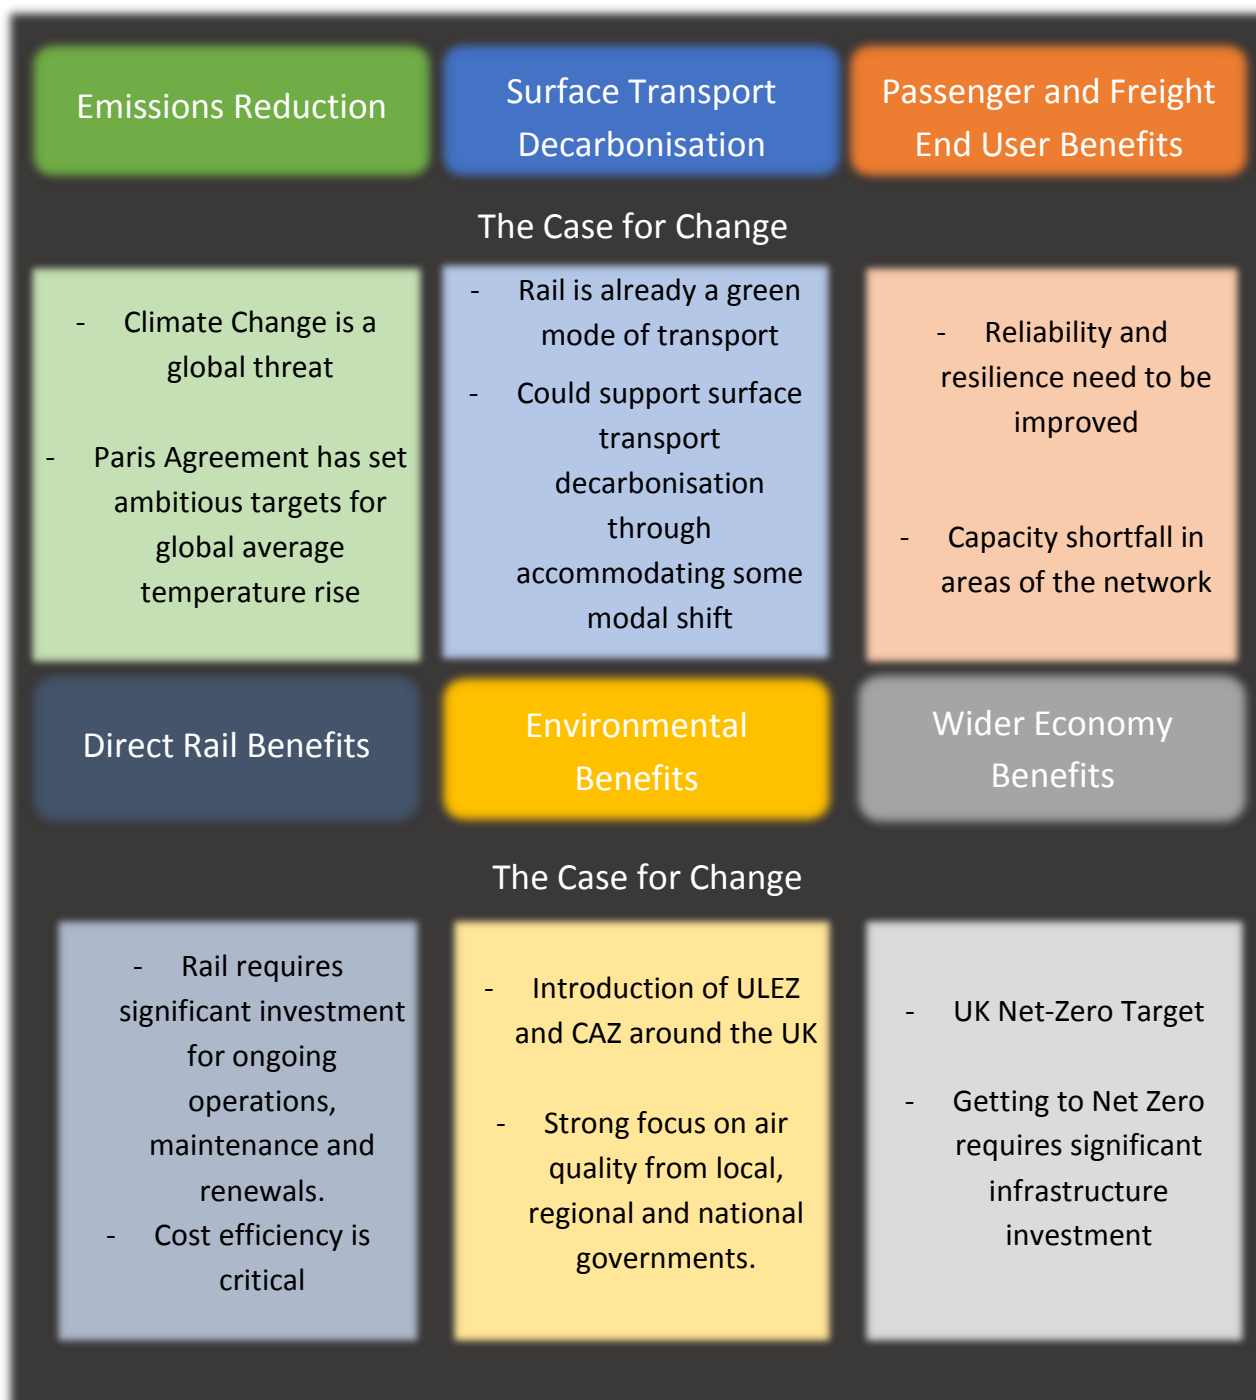 Emissions Reduction
Surface Transport
Decarbonisation
Passenger and Freight
End User Benefits
The Case for Change
- Climate Change is a
global threat
- Paris Agreement has set
ambitious targets for
global average
temperature rise
- Rail is already a green
mode of transport
- Could support surface
transport
decarbonisation
through
accommodating some
modal shift
- Reliability and
resilience need to be
improved
- Capacity shortfall in
areas of the network
Direct Rail Benefits
Environmental
Benefits
Wider Economy
Benefits
The Case for Change
- Rail requires
significant investment
for ongoing
operations,
maintenance and
renewals.
- Cost efficiency is
critical
- Introduction of ULEZ
and CAZ around the UK
- Strong focus on air
quality from local,
regional and national
governments.
- UK Net-Zero Target
- Getting to Net Zero
requires significant
infrastructure
investment